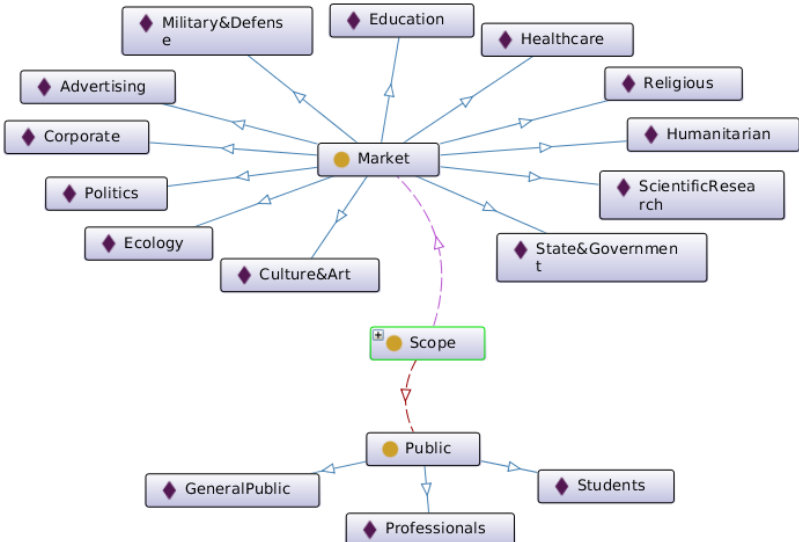 Military&Defens
e
Education
Healthcare
Advertising
Religious
Corporate
Humanitarian
Market
Politics
ScientificResea
rch
Ecology
Culture&Art
State&Governmen
t
Scope
Public
GeneralPublic
Students
Professionals